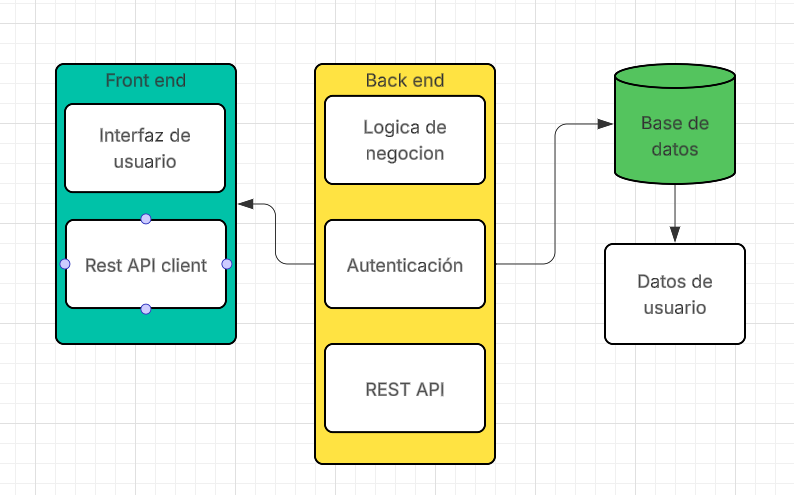 Front end
Interfaz de
usuario
Rest API client
Back end
Logica de
negocion
Autenticación
REST API
Base de
datos
Datos de
usuario